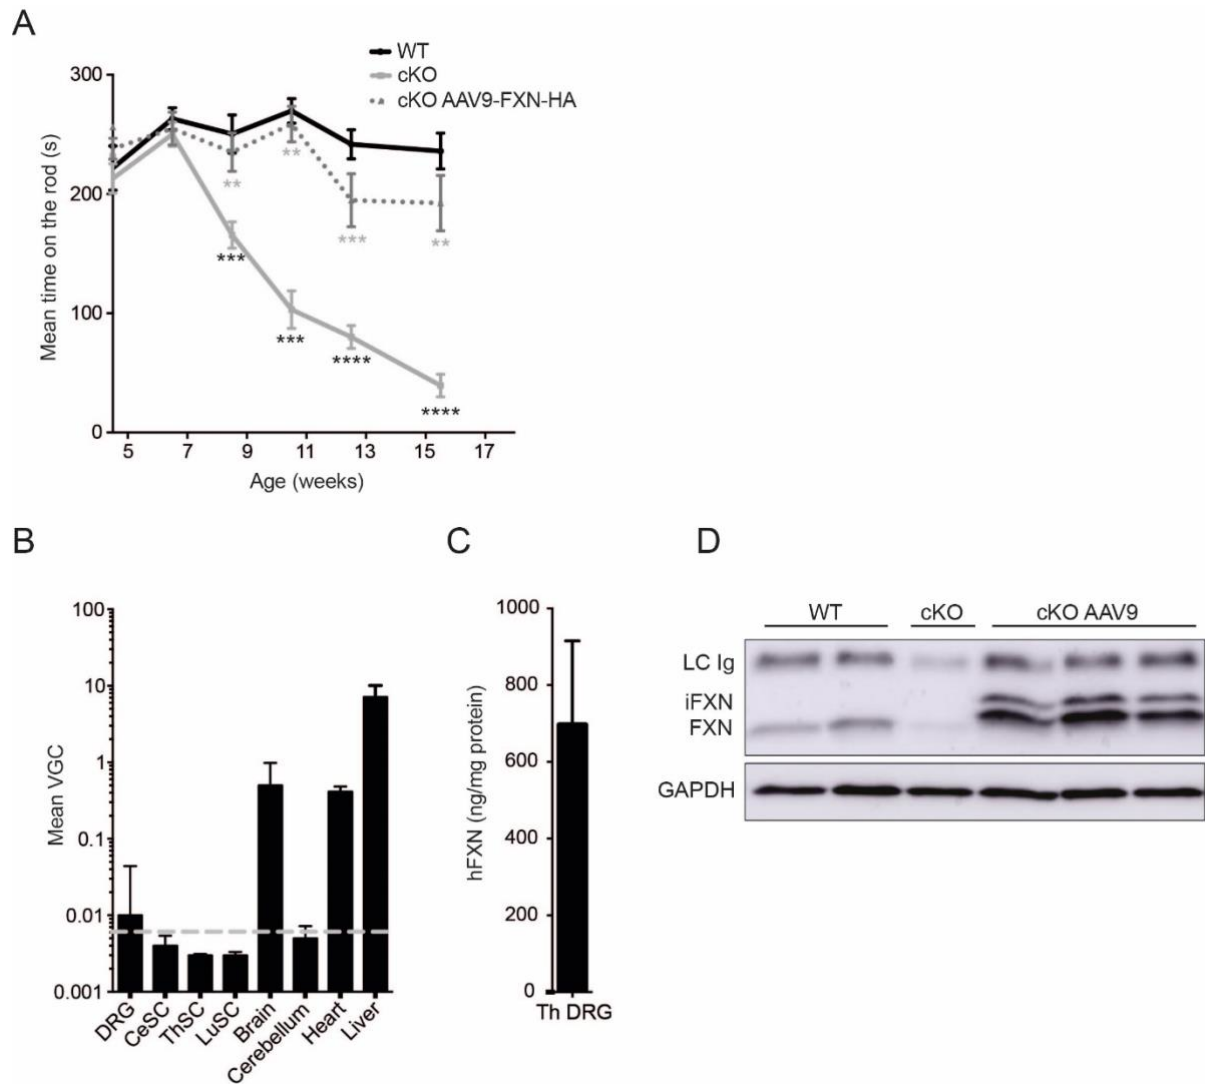 A
WT
cKO
cKO AAV9-FXN-HA
300
200
100
0
Mean time on the rod (s)
**
**
***
**
***
***
****
****
5 7 9 11 13 15 17
Age (weeks)
B
100
10
1
0.1
0.01
0.001
Mean VGC
DRG
CeSC
ThSC
LuSC
Brain
Cerebellum
Heart
Liver
C
1000
800
600
400
200
0
hFXN (ng/mg protein)
Th DRG
D
WT cKO cKO AAV9
LC Ig
iFXN
FXN
GAPDH